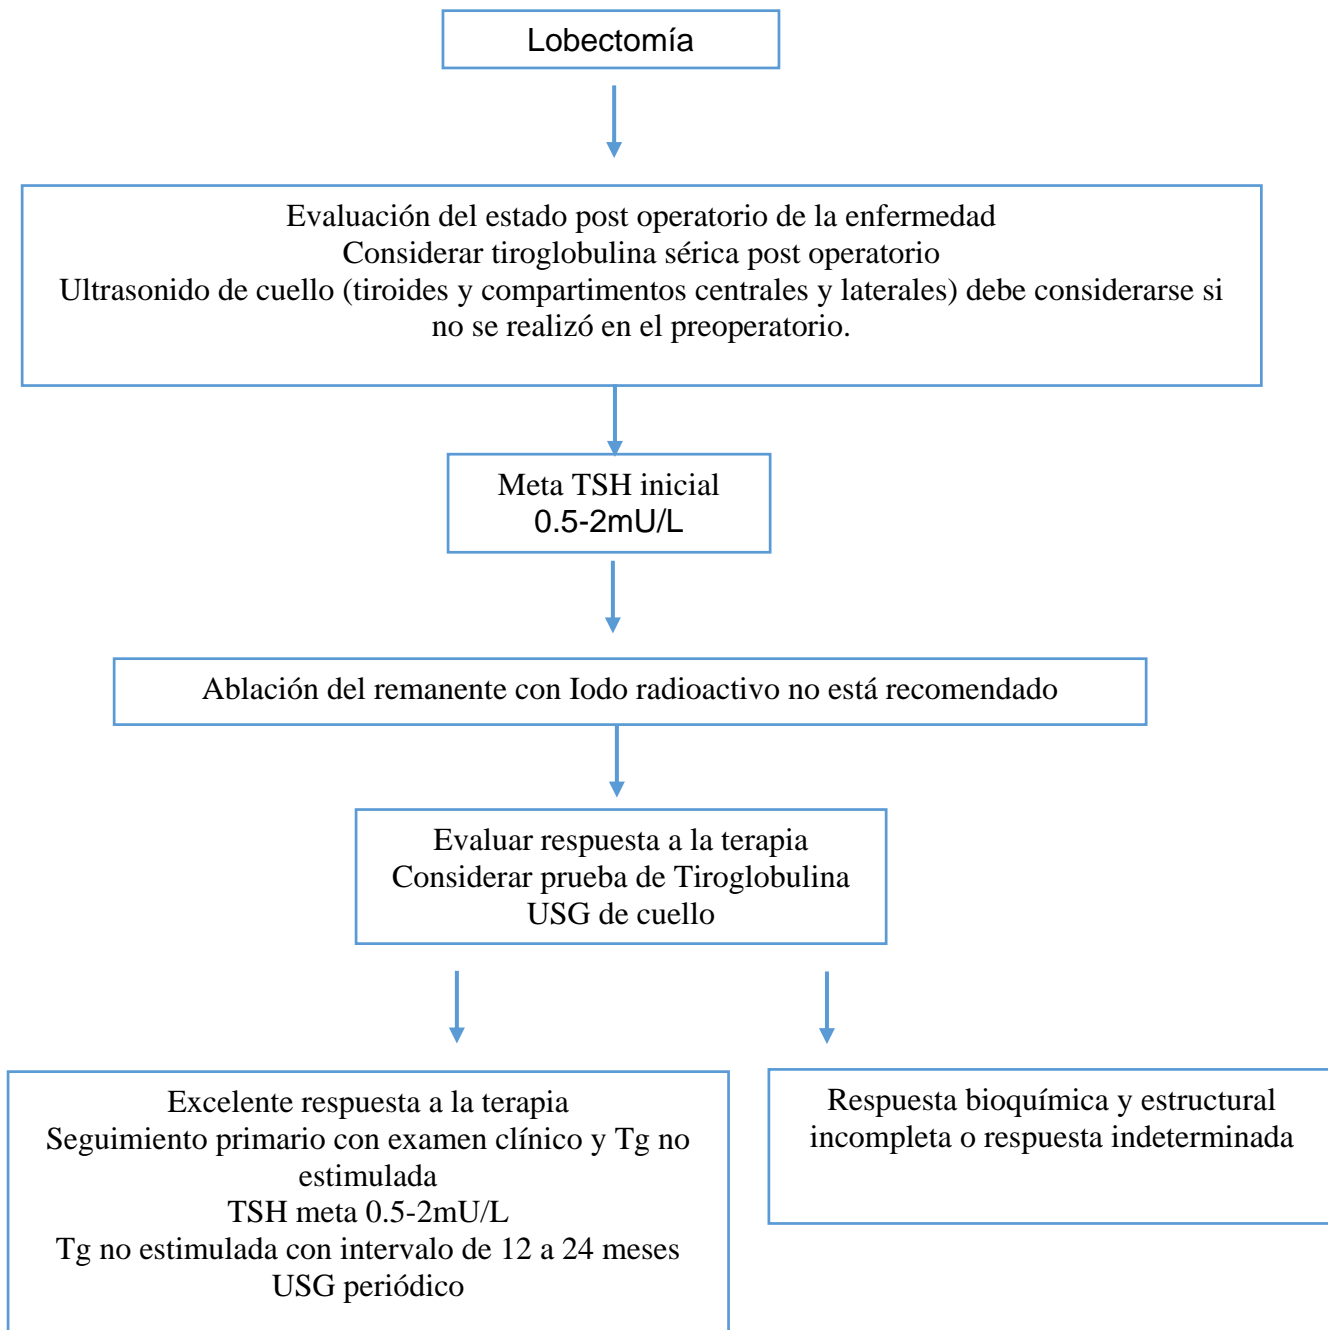 Lobectomía
Evaluación del estado post operatorio de la enfermedad
Considerar tiroglobulina sérica post operatorio
Ultrasonido de cuello (tiroides y compartimentos centrales y laterales) debe considerarse si
no se realizó en el preoperatorio.
Meta TSH inicial
0.5-2mU/L
Ablación del remanente con Iodo radioactivo no está recomendado
Evaluar respuesta a la terapia
Considerar prueba de Tiroglobulina
USG de cuello
Excelente respuesta a la terapia
Seguimiento primario con examen clínico y Tg no
estimulada
TSH meta 0.5-2mU/L
Tg no estimulada con intervalo de 12 a 24 meses
USG periódico
Respuesta bioquímica y estructural
incompleta o respuesta indeterminada